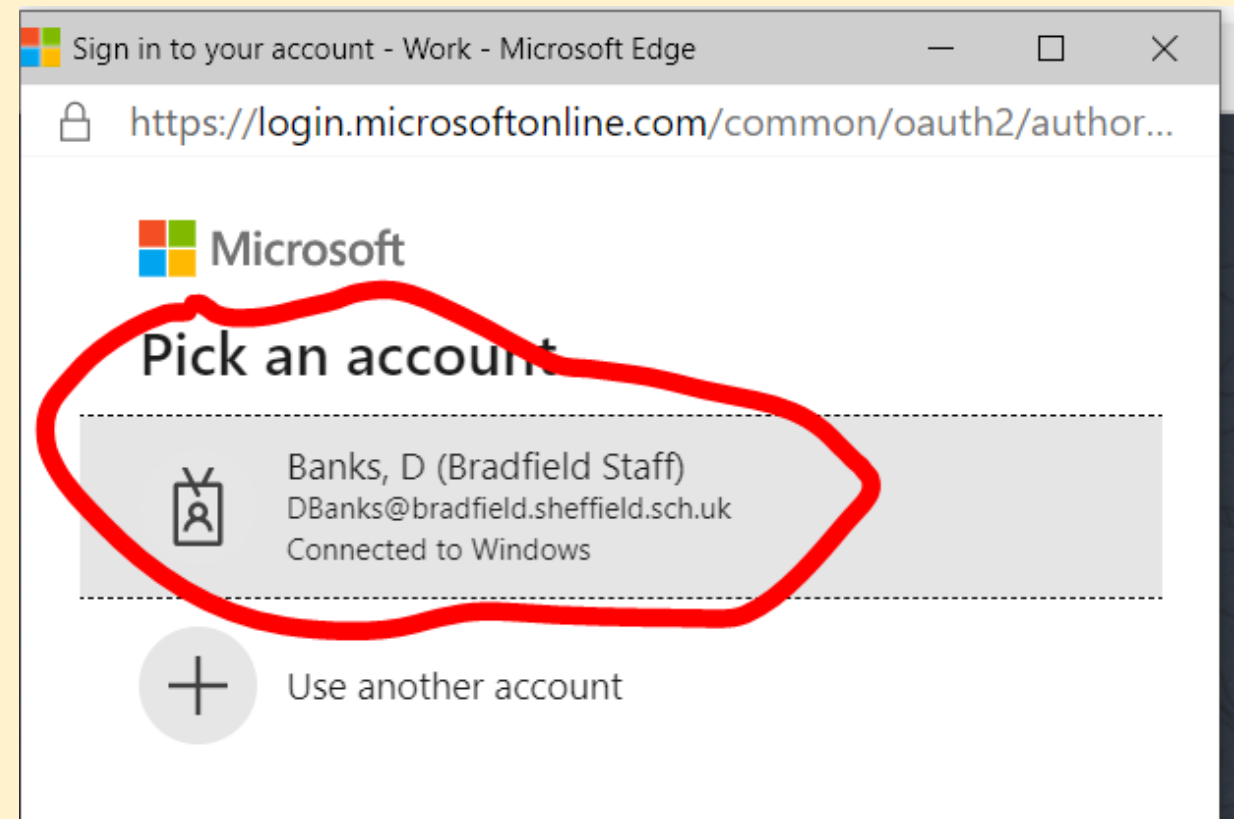 Sign in to your account - Work - Microsoft Edge
https://login.microsoftonline.com/common/oauth2/author...
Microsoft
Pick an account
Banks, D (Bradfield Staff)
DBanks@bradfield.sheffield.sch.uk
Connected to Windows
Use another account